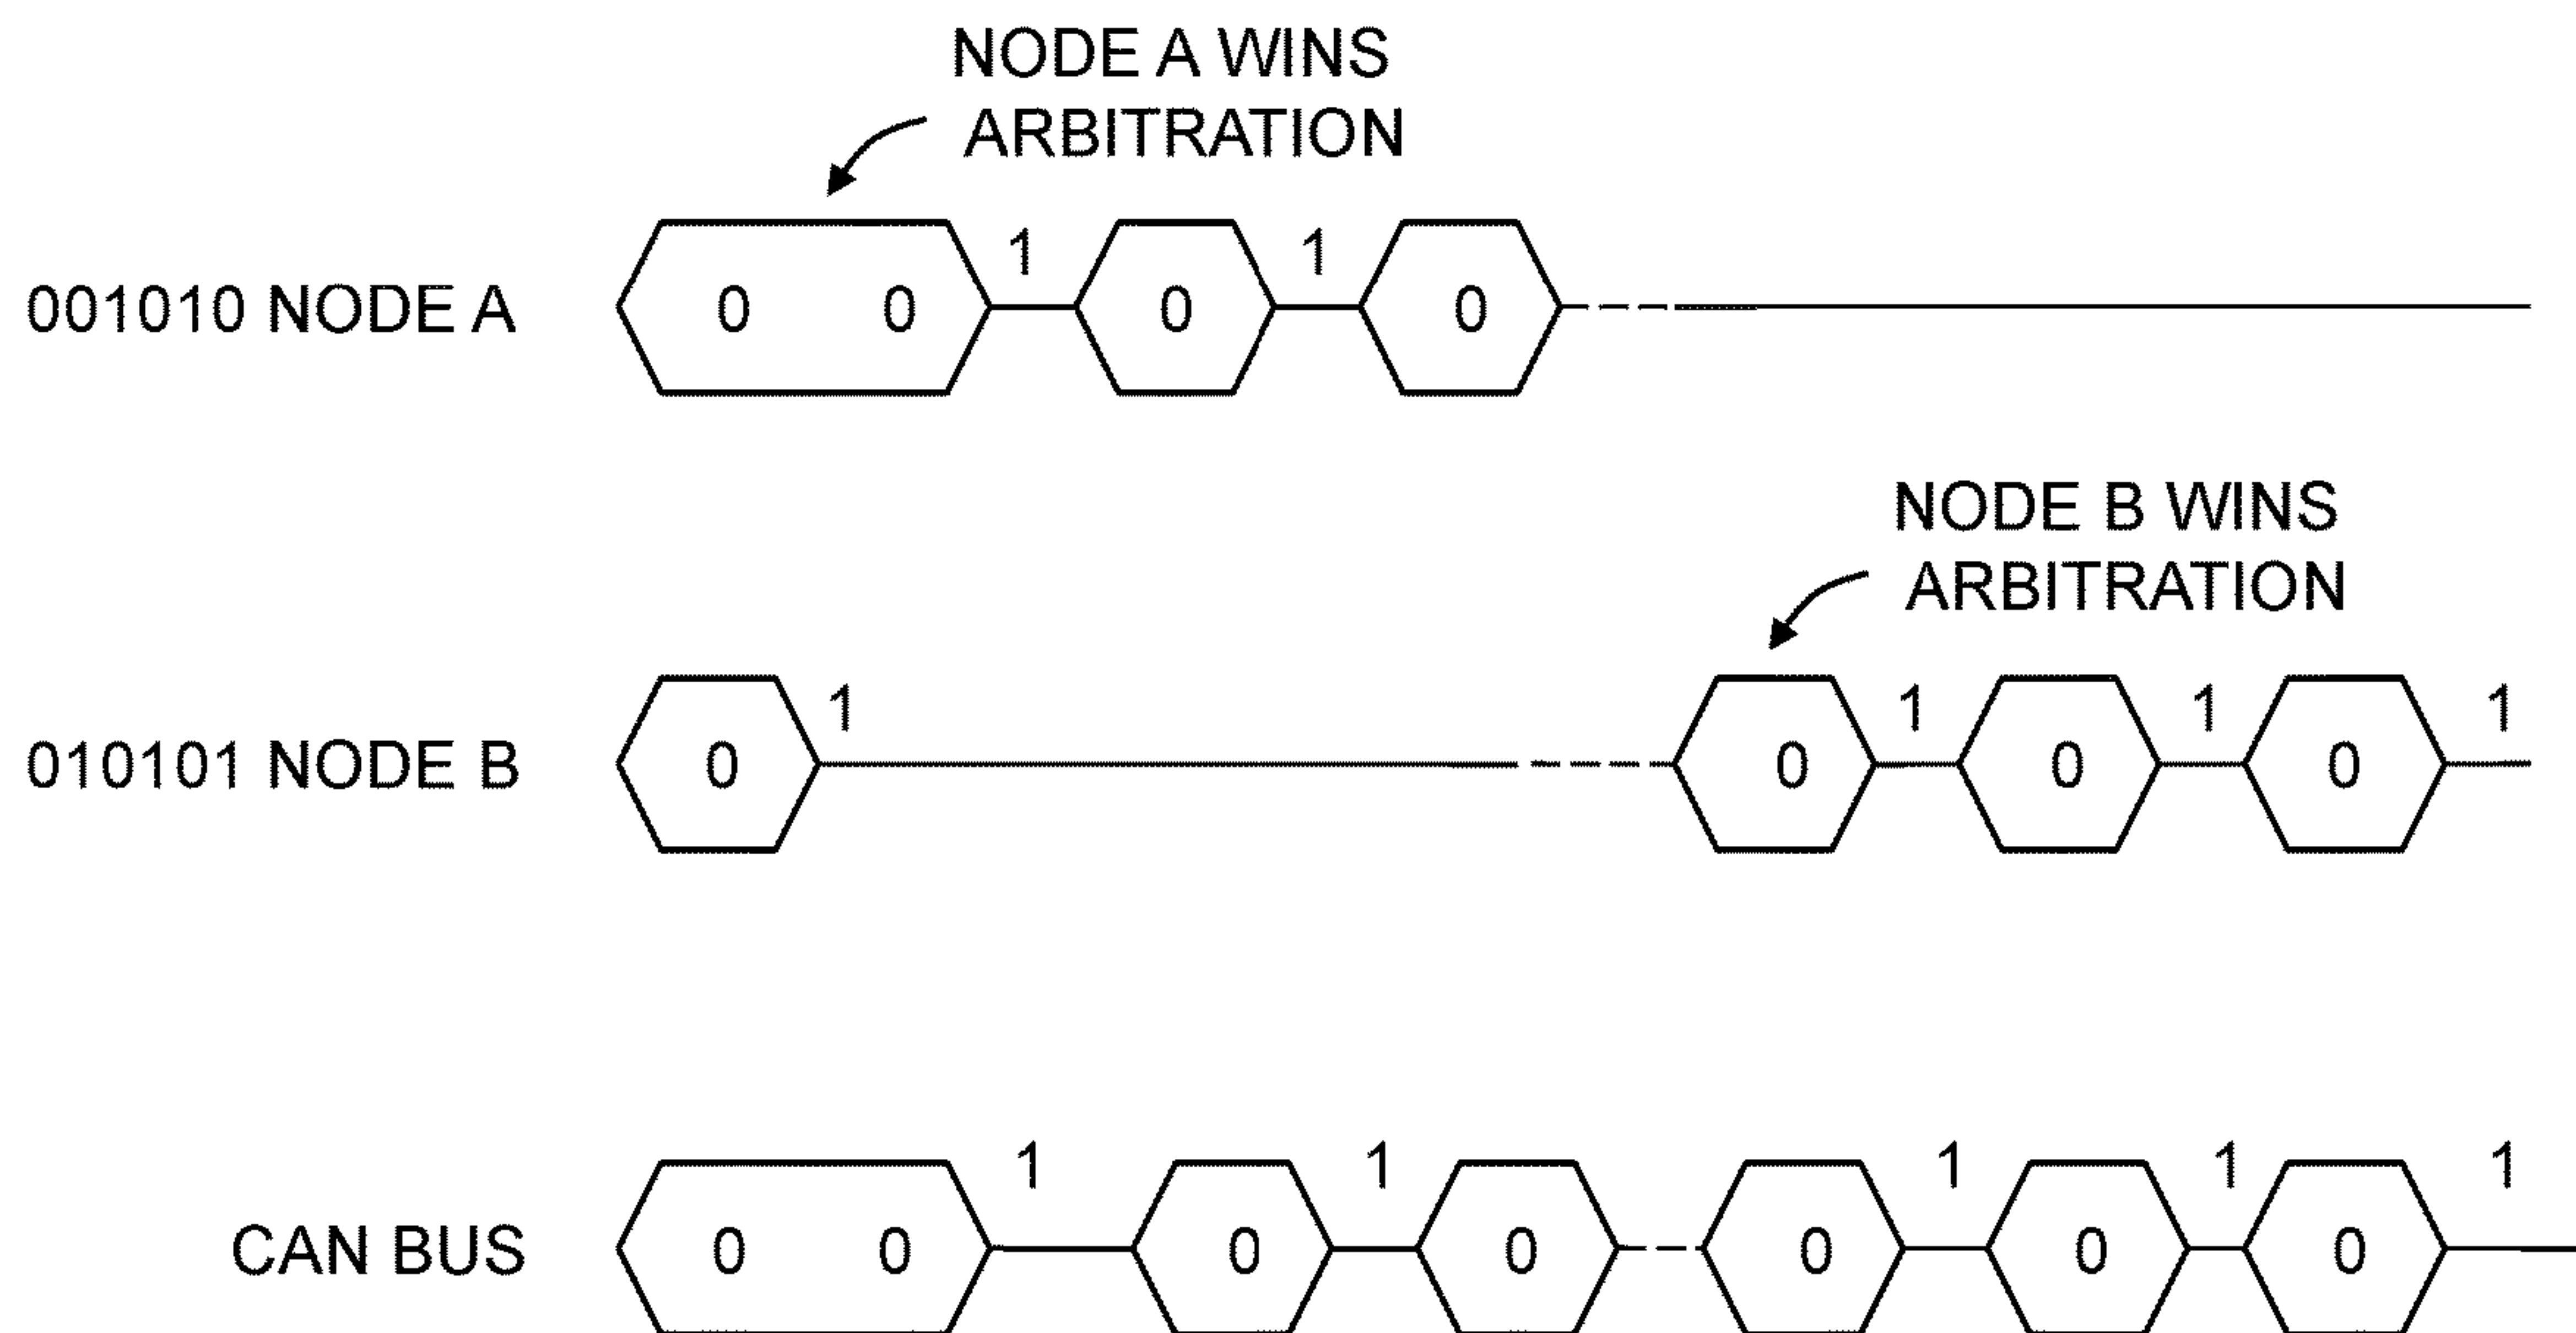 NODE A WINS
ARBITRATION
1 1
001010 NODE A 0 0 0 0
NODE B WINS
ARBITRATION
1 1 1 1
010101 NODE B 0 0 0 0
1 1 1 1 1
CAN BUS 0 0 0 0 0 0 0